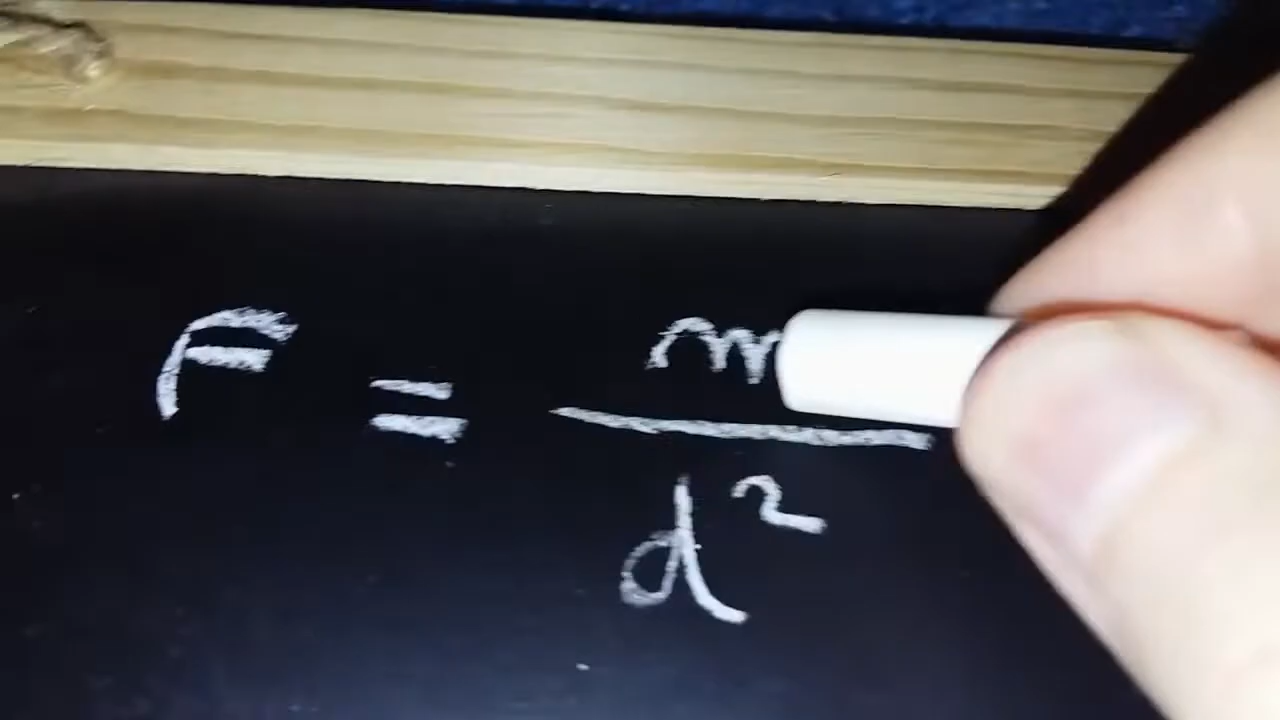 F = m / d²